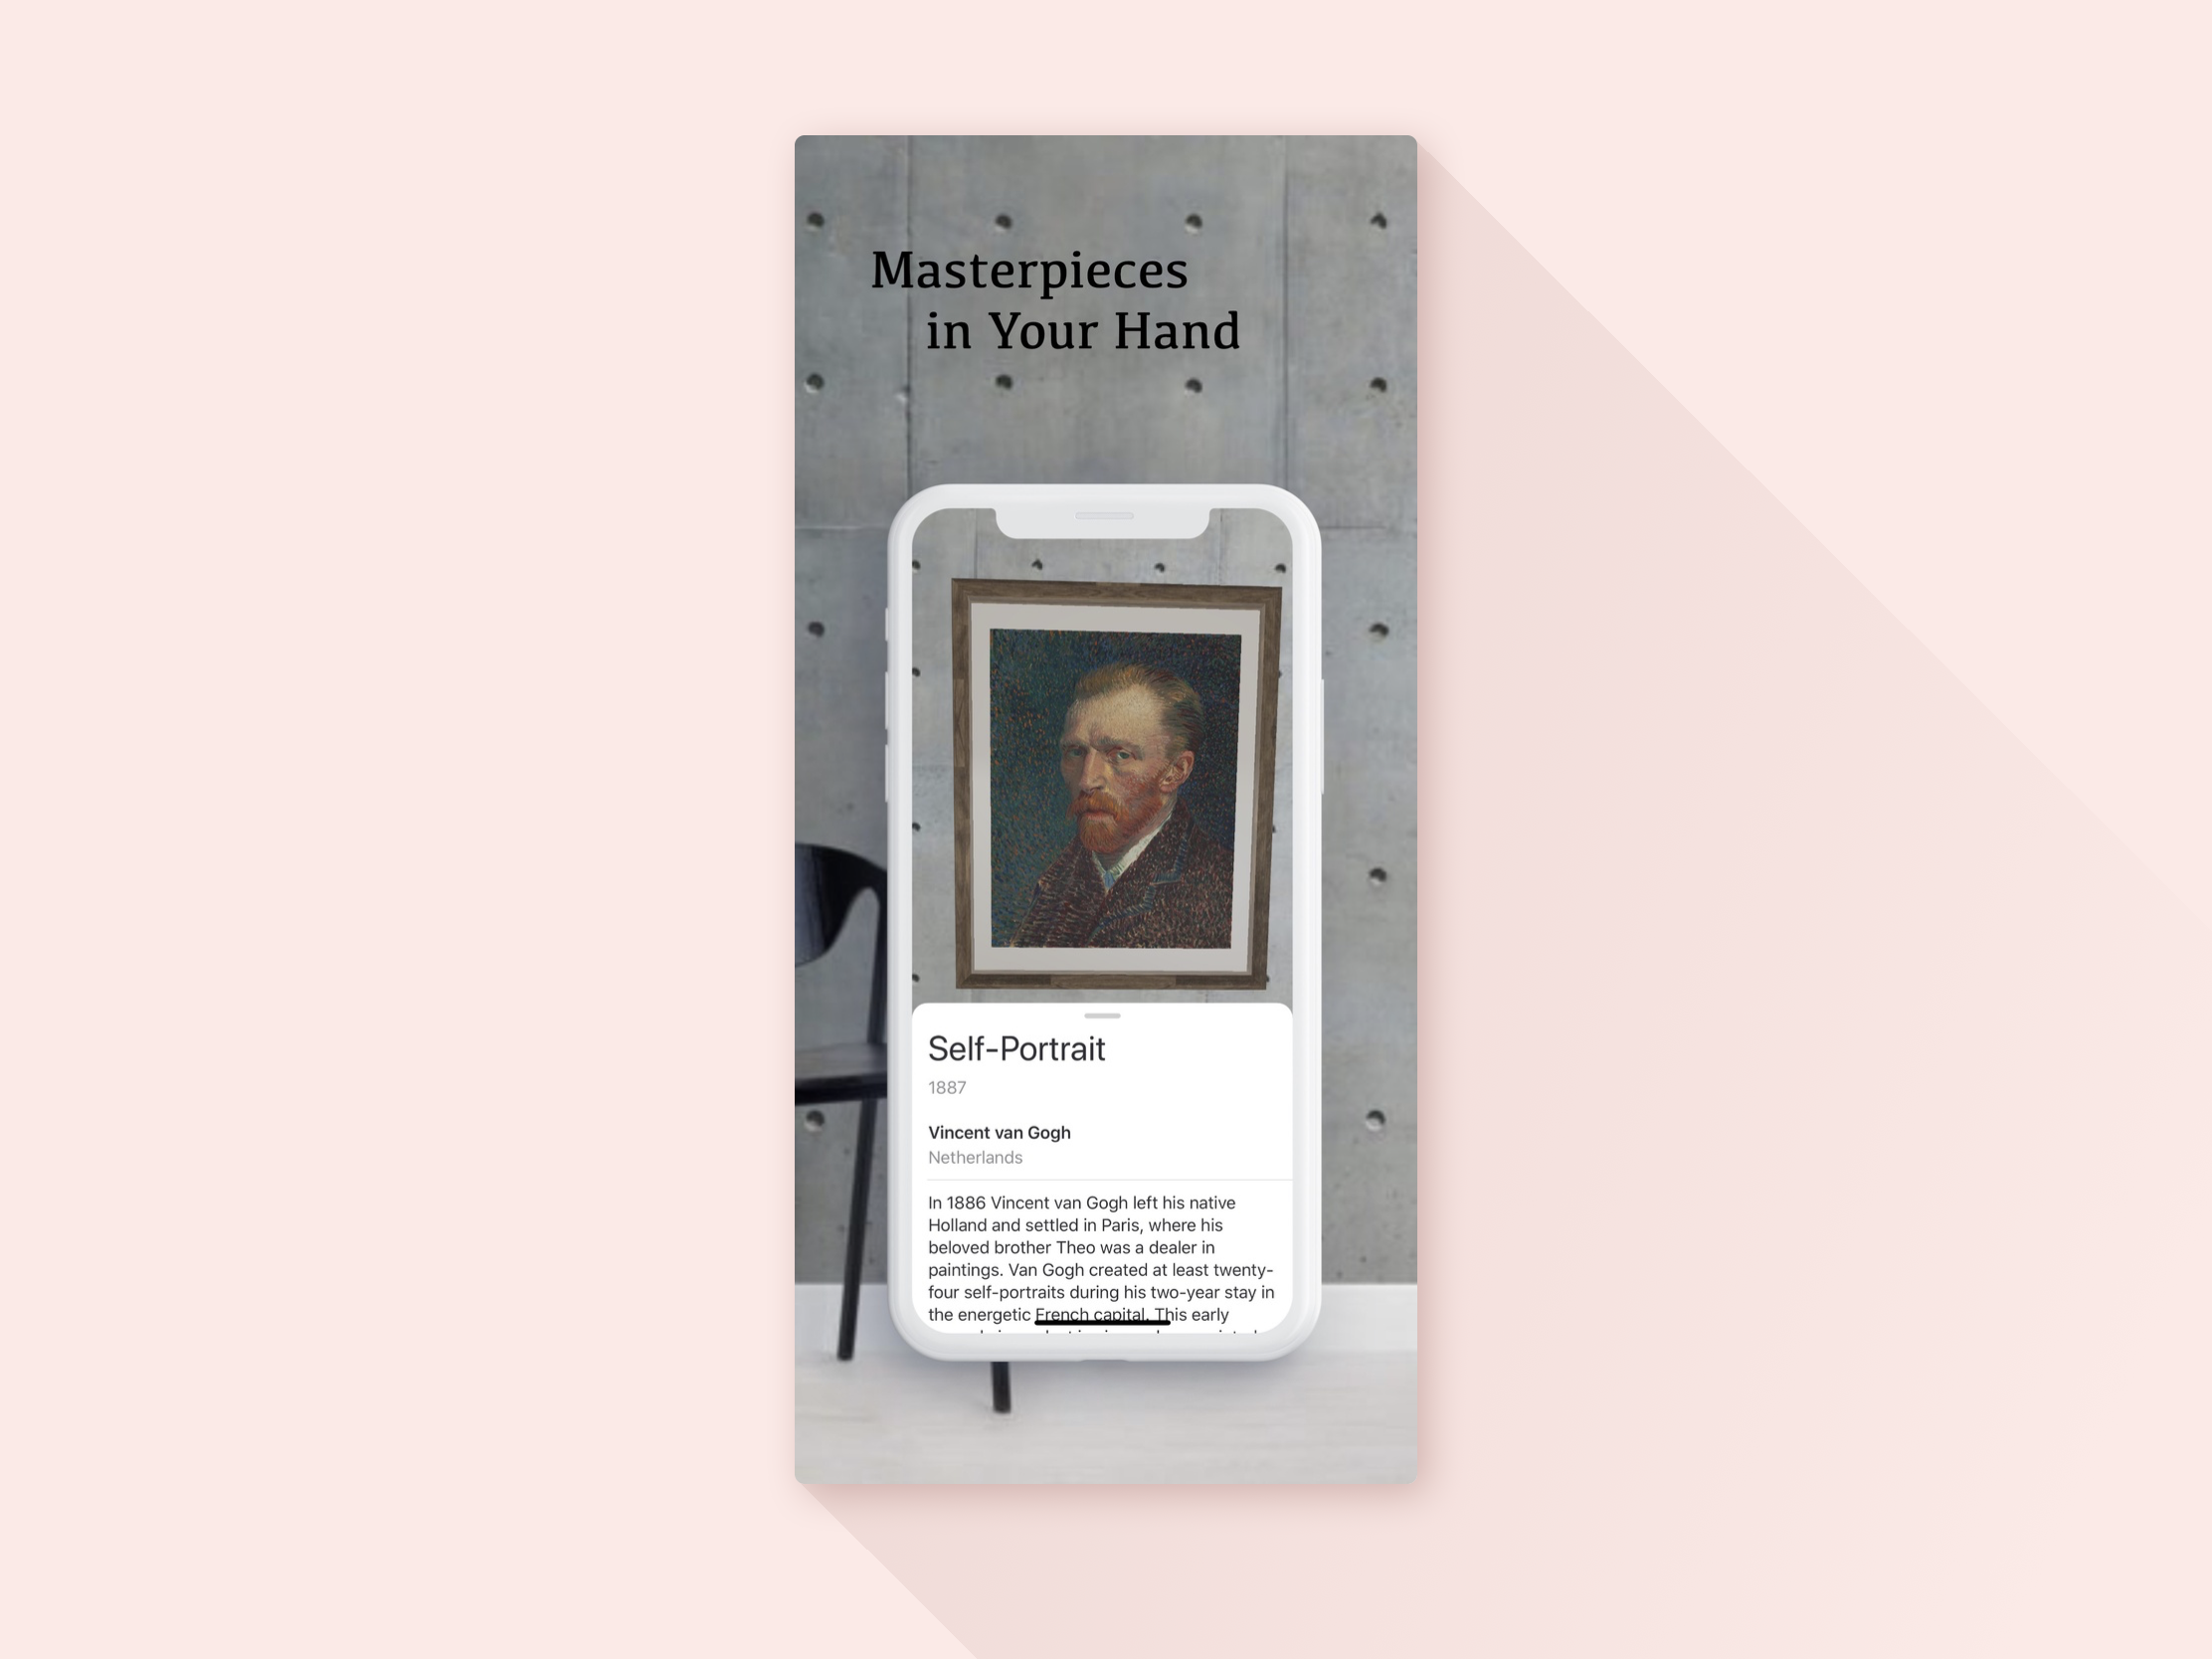 Masterpieces
in Your Hand
Self-Portrait
1887
Vincent van Gogh
Netherlands
In 1886 Vincent van Gogh left his native
Holland and settled in Paris, where his
beloved brother Theo was a dealer in
paintings. Van Gogh created at least twenty-
four self-portraits during his two-year stay in
the energetic French capital. This early